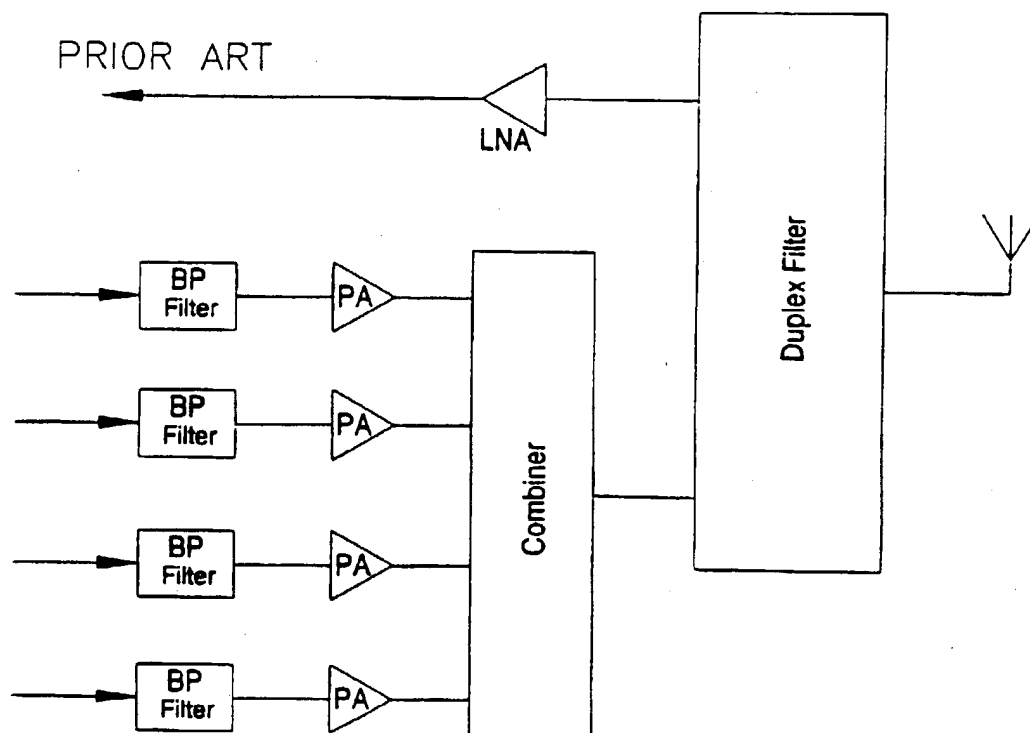 PRIOR ART
LNA
Duplex Filter
BP
Filter
PA
BP
Filter
PA
Combiner
BP
Filter
PA
BP
Filter
PA